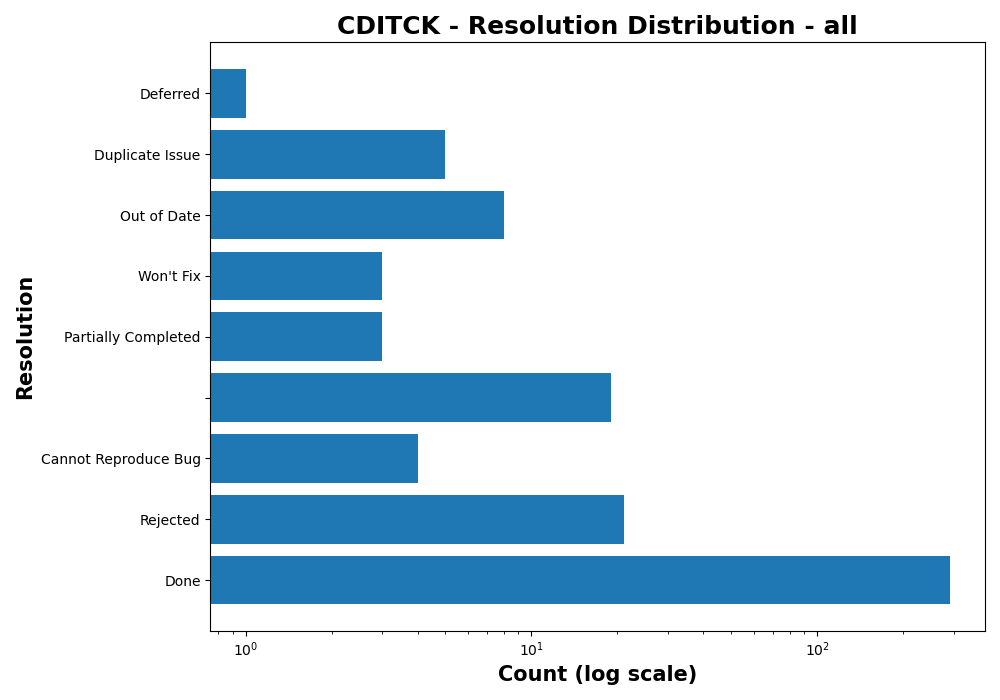 CDITCK - Resolution Distribution - all
Resolution
Deferred
Duplicate Issue
Out of Date
Won't Fix
Partially Completed
Cannot Reproduce Bug
Rejected
Done
10⁰
10¹
10²
Count (log scale)